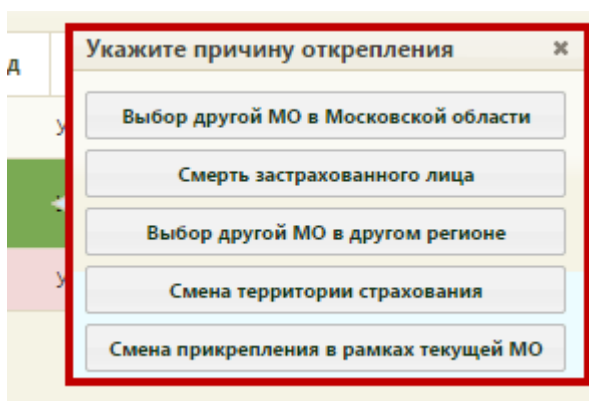 Укажите причину открепления
д
Выбор другой МО в Московской области
У
Смерть застрахованного лица
Выбор другой МО в другом регионе
У
Смена территории страхования
Смена прикрепления в рамках текущей МО